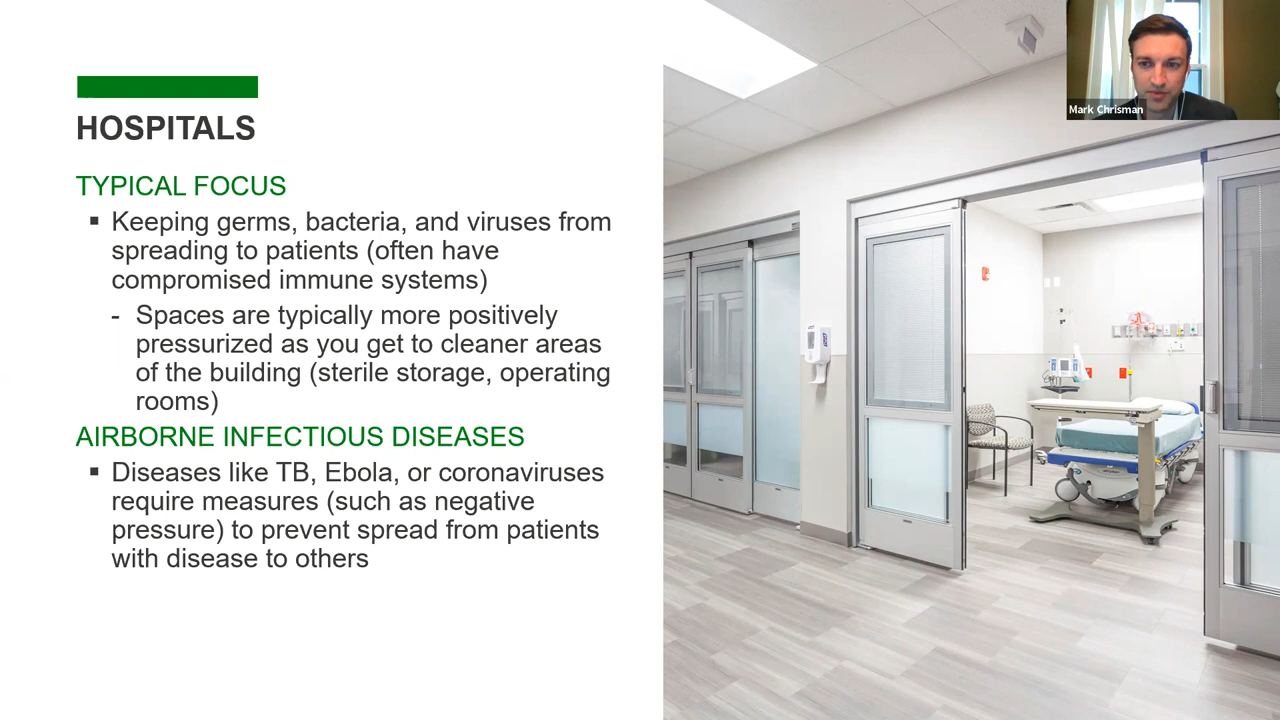 HOSPITALS
TYPICAL FOCUS
▪ Keeping germs, bacteria, and viruses from
spreading to patients (often have
compromised immune systems)
- Spaces are typically more positively
pressurized as you get to cleaner areas
of the building (sterile storage, operating
rooms)
AIRBORNE INFECTIOUS DISEASES
▪ Diseases like TB, Ebola, or coronaviruses
require measures (such as negative
pressure) to prevent spread from patients
with disease to others
Mark Chrisman